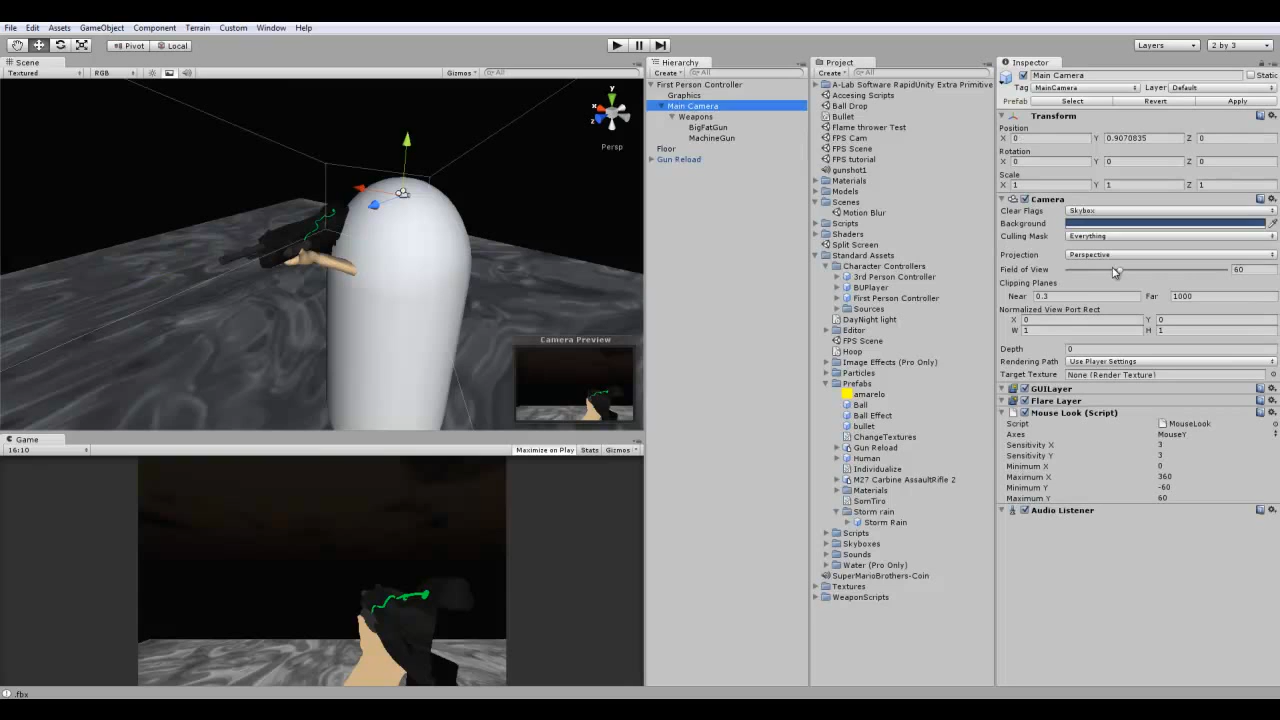 File Edit Assets GameObject Component Terrain Custom Window Help
Pivot Local Layers 2 by 3
Scene
Textured RGB Gizmos All
y
x
z
Persp
Camera Preview
Game
16:10 Maximize on Play Stats Gizmos
.fbx
Hierarchy
Create All
First Person Controller
Graphics
Main Camera
Weapons
BigFatGun
MachineGun
Floor
Gun Reload
Project
Create All
A-Lab Software RapidUnity Extra Primitive
Accesing Scripts
Ball Drop
Bullet
Flame thrower Test
FPS Cam
FPS Scene
FPS tutorial
gunshot1
Materials
Models
Scenes
Motion Blur
Scripts
Shaders
Split Screen
Standard Assets
Character Controllers
3rd Person Controller
BUPlayer
First Person Controller
Sources
DayNight light
Editor
FPS Scene
Hoop
Image Effects (Pro Only)
Particles
Prefabs
amarelo
Ball
Ball Effect
bullet
ChangeTextures
Gun Reload
Human
Individualize
M27 Carbine AssaultRifle 2
Materials
SomTiro
Storm rain
Storm Rain
Scripts
Skyboxes
Sounds
Water (Pro Only)
SuperMarioBrothers-Coin
Textures
WeaponScripts
Inspector
Main Camera Static
Tag MainCamera Layer Default
Prefab Select Revert Apply
Transform
Position
X 0 Y 0.9070835 Z 0
Rotation
X 0 Y 0 Z 0
Scale
X 1 Y 1 Z 1
Camera
Clear Flags Skybox
Background
Culling Mask Everything
Projection Perspective
Field of View 60
Clipping Planes
Near 0.3 Far 1000
Normalized View Port Rect
X 0 Y 0
W 1 H 1
Depth 0
Rendering Path Use Player Settings
Target Texture None (Render Texture)
GUILayer
Flare Layer
Mouse Look (Script)
Script MouseLook
Axes MouseY
Sensitivity X 3
Sensitivity Y 3
Minimum X 0
Maximum X 360
Minimum Y -60
Maximum Y 60
Audio Listener